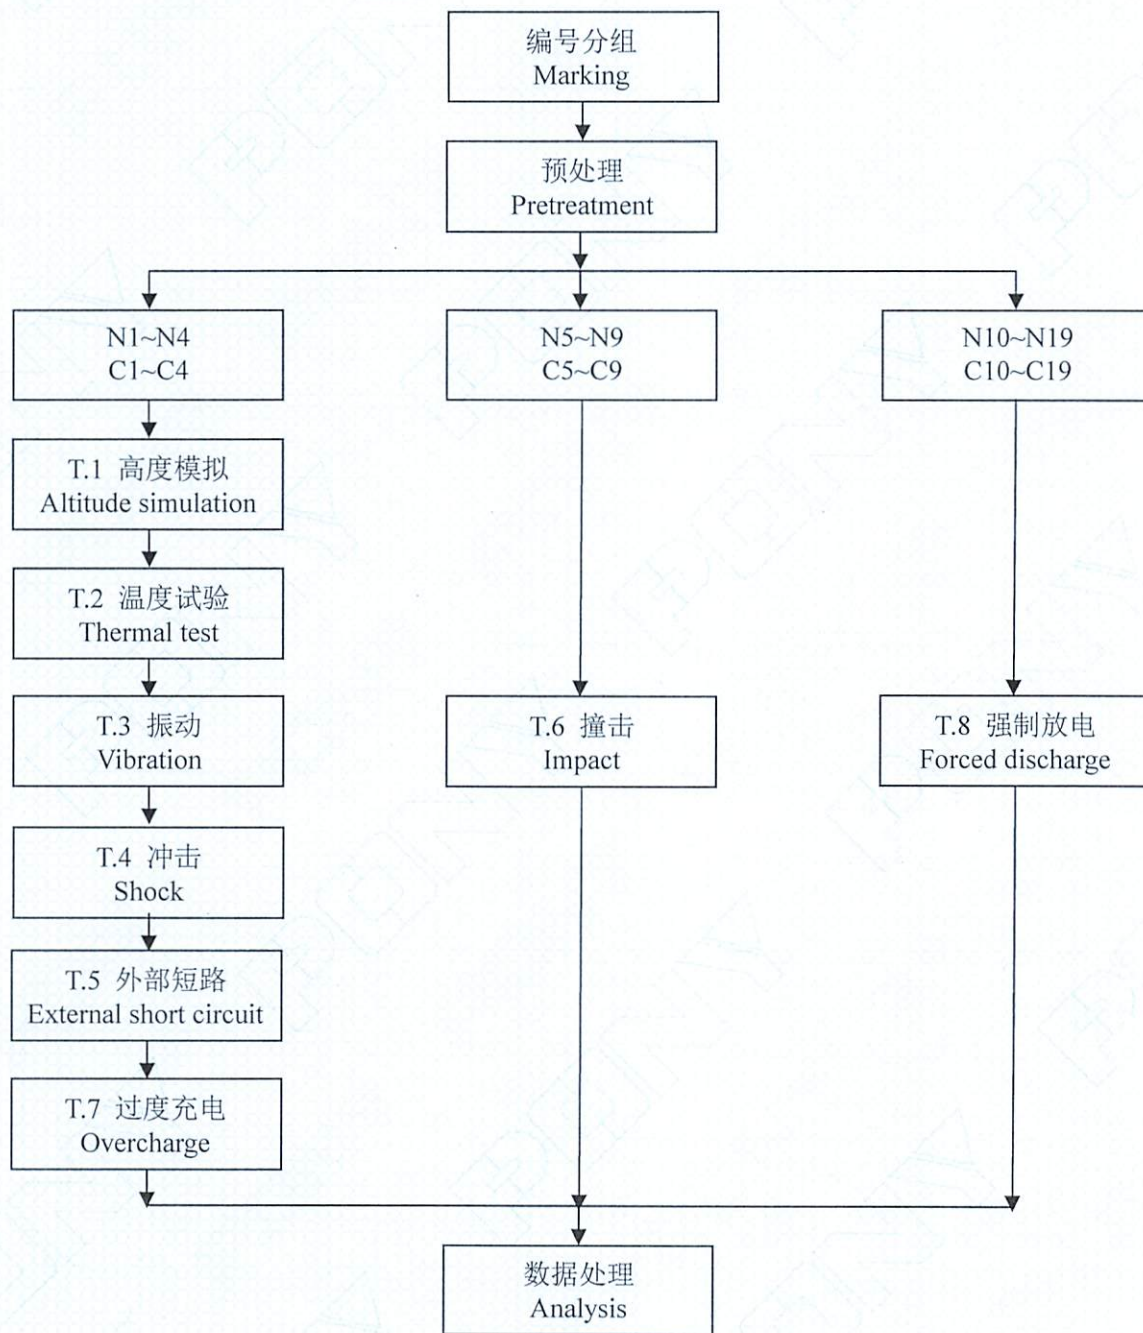 编号分组
Marking
预处理
Pretreatment
N1~N4
C1~C4
N5~N9
C5~C9
N10~N19
C10~C19
T.1 高度模拟
Altitude simulation
T.2 温度试验
Thermal test
T.3 振动
Vibration
T.6 撞击
Impact
T.8 强制放电
Forced discharge
T.4 冲击
Shock
T.5 外部短路
External short circuit
T.7 过度充电
Overcharge
数据处理
Analysis